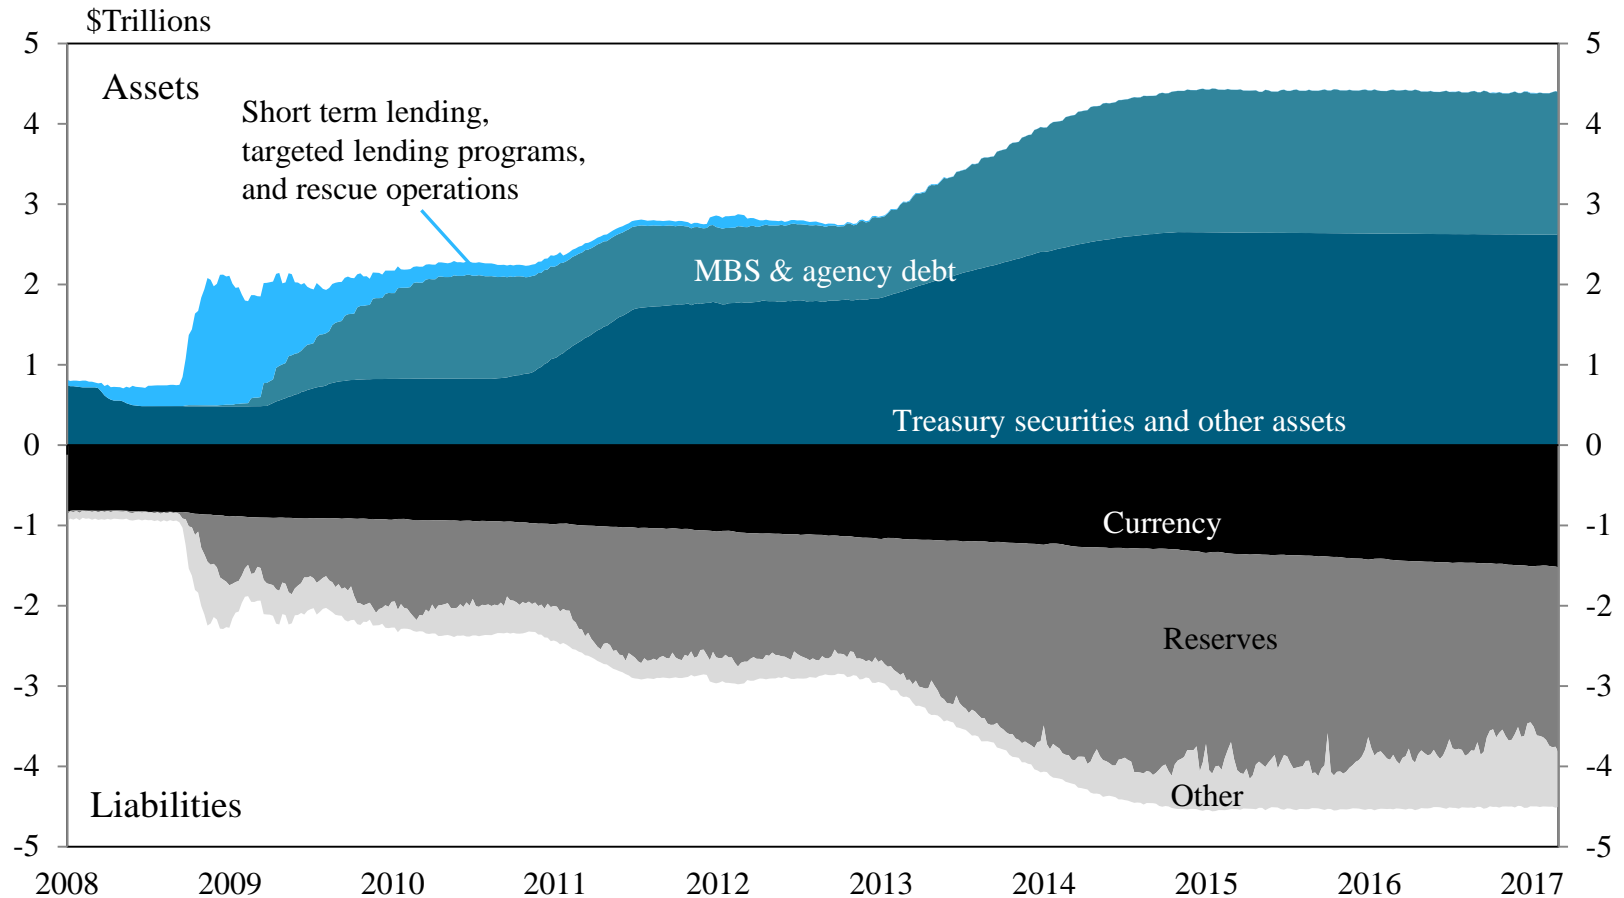 $Trillions
5 5
Assets
Short term lending,
targeted lending programs,
and rescue operations
4 4
3 3
MBS & agency debt
2 2
1 1
Treasury securities and other assets
0 0
Currency
-1 -1
-2 -2
Reserves
-3 -3
-4 -4
Other
Liabilities
-5 -5
2008 2009 2010 2011 2012 2013 2014 2015 2016 2017